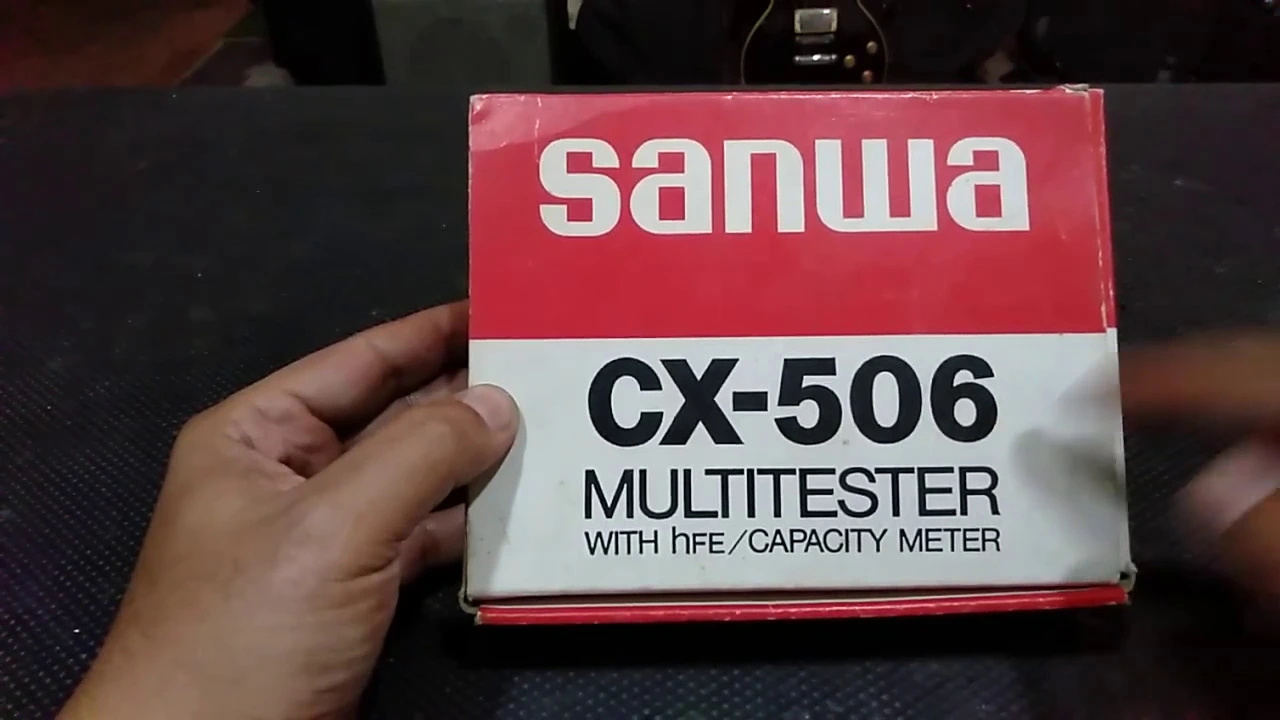 sanwa
CX-506
MULTITESTER
WITH hFE/CAPACITY METER